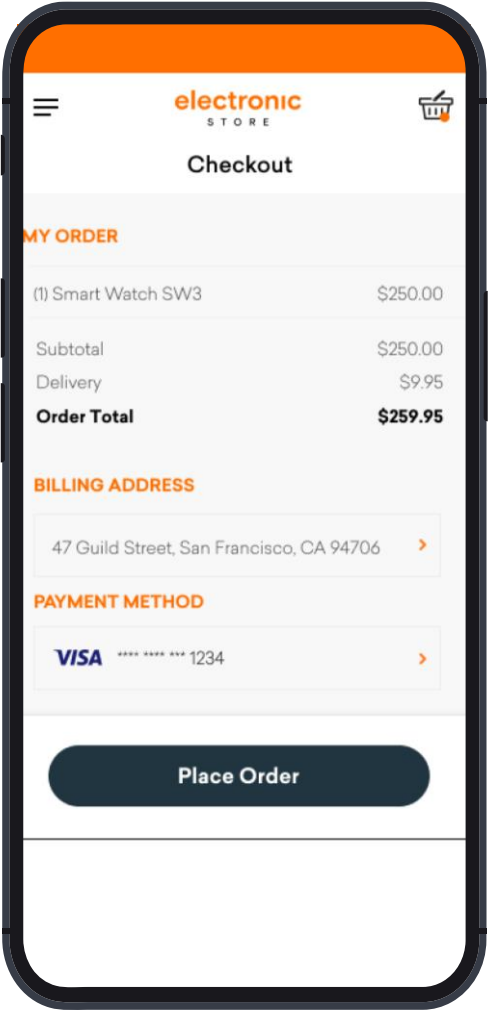 electronic
STORE
Checkout
MY ORDER
(1) Smart Watch SW3 $250.00
Subtotal $250.00
Delivery $9.95
Order Total $259.95
BILLING ADDRESS
47 Guild Street, San Francisco, CA 94706
PAYMENT METHOD
VISA **** **** *** 1234
Place Order